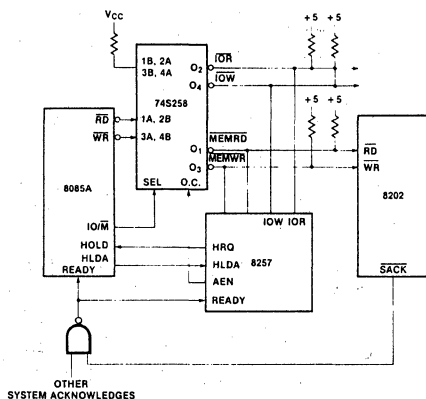 VCC
+5 +5
1B, 2A
3B, 4A
O2
IOR
O4
IOW
74S258
RD
1A, 2B
WR
3A, 4B
O1
MEMRD
O3
MEMWR
+5 +5
RD
WR
8202
SACK
SEL
O.C.
8085A
IO/M
HOLD
HLDA
READY
IOW IOR
HRQ
HLDA
8257
AEN
READY
OTHER
SYSTEM ACKNOWLEDGES